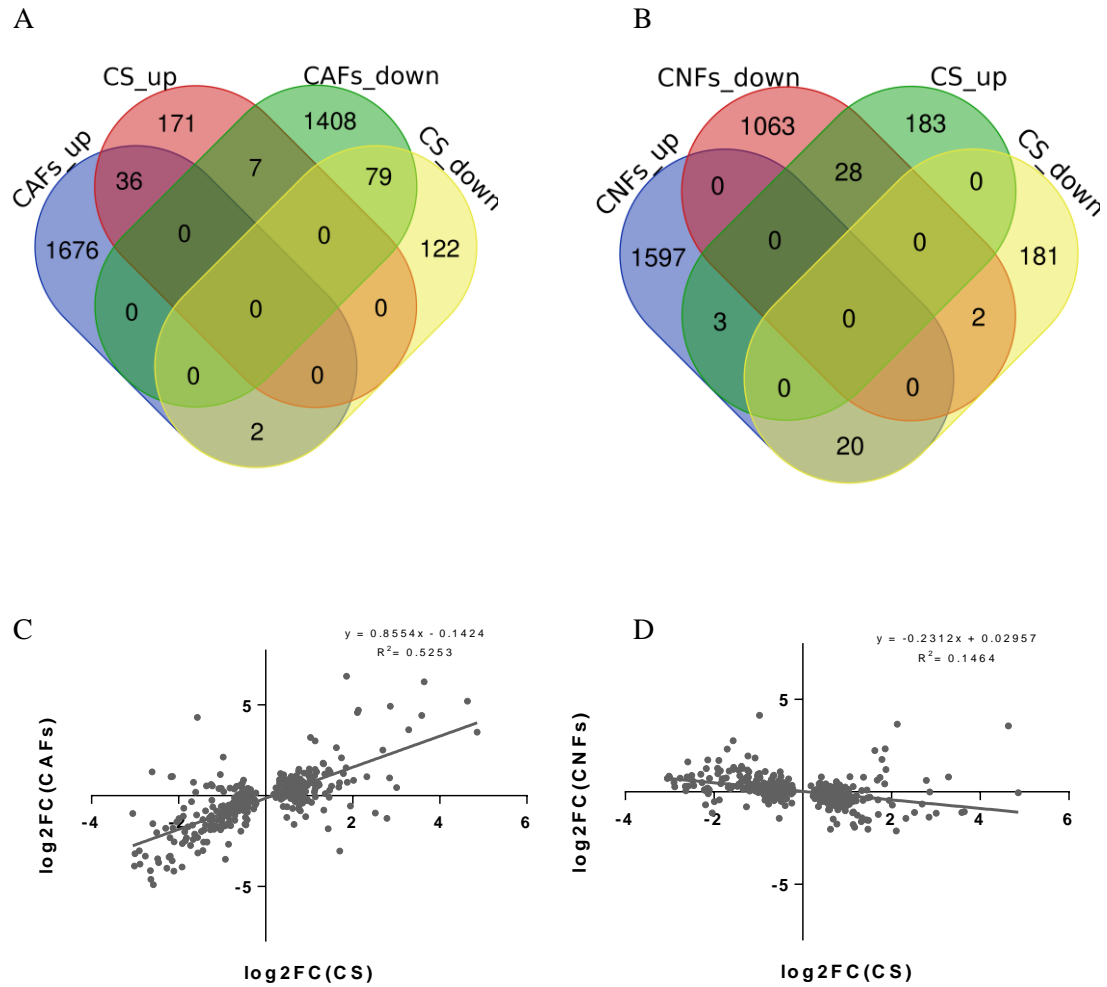 A
B
CS_up
CAFs_down
CAFs_up
CS_down
171
1408
36
7
79
1676
0
0
122
0
0
0
0
0
2
CNFs_down
CS_up
CNFs_up
CS_down
1063
183
0
28
0
1597
0
0
181
3
0
2
0
0
20
C
y = 0.8554x - 0.1424
R²= 0.5253
5
-4
-2
2
4
6
-5
log2FC(CAFs)
log2FC(CS)
D
y = -0.2312x + 0.02957
R²= 0.1464
5
-4
-2
2
4
6
-5
log2FC(CNFs)
log2FC(CS)